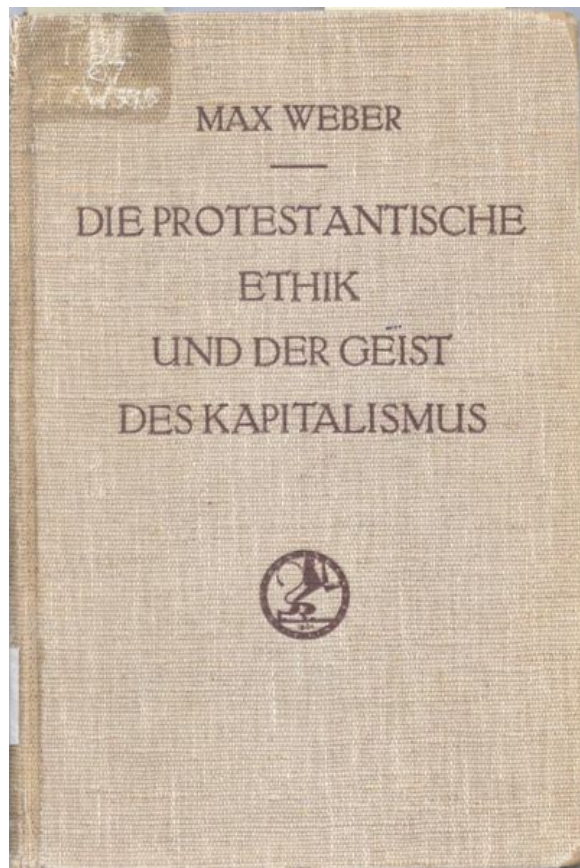 MAX WEBER
DIE PROTESTANTISCHE
ETHIK
UND DER GEIST
DES KAPITALISMUS